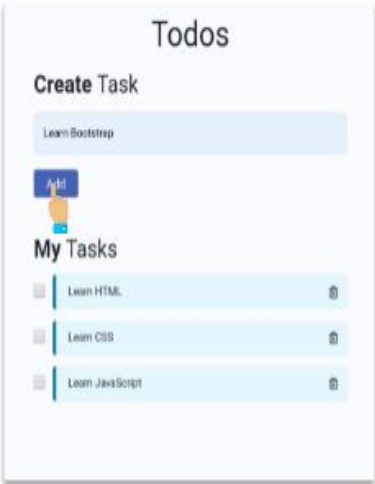 Todos
Create Task
Learn Bootstrap
Add
My Tasks
Learn HTML
Learn CSS
Learn JavaScript